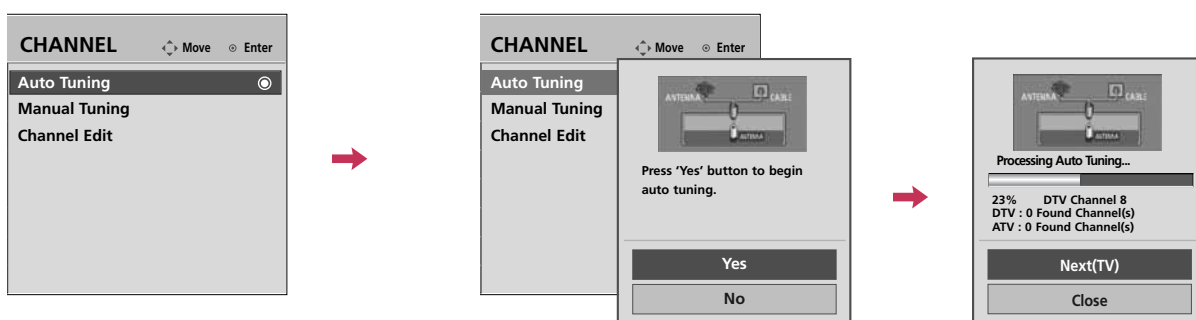 CHANNEL Move Enter
Auto Tuning
Manual Tuning
Channel Edit
CHANNEL Move Enter
Auto Tuning
Manual Tuning
Channel Edit
ANTENNA CABLE
ANTENNA
Press ‘Yes’ button to begin
auto tuning.
Yes
No
ANTENNA CABLE
ANTENNA
Processing Auto Tuning...
23% DTV Channel 8
DTV : 0 Found Channel(s)
ATV : 0 Found Channel(s)
Next(TV)
Close